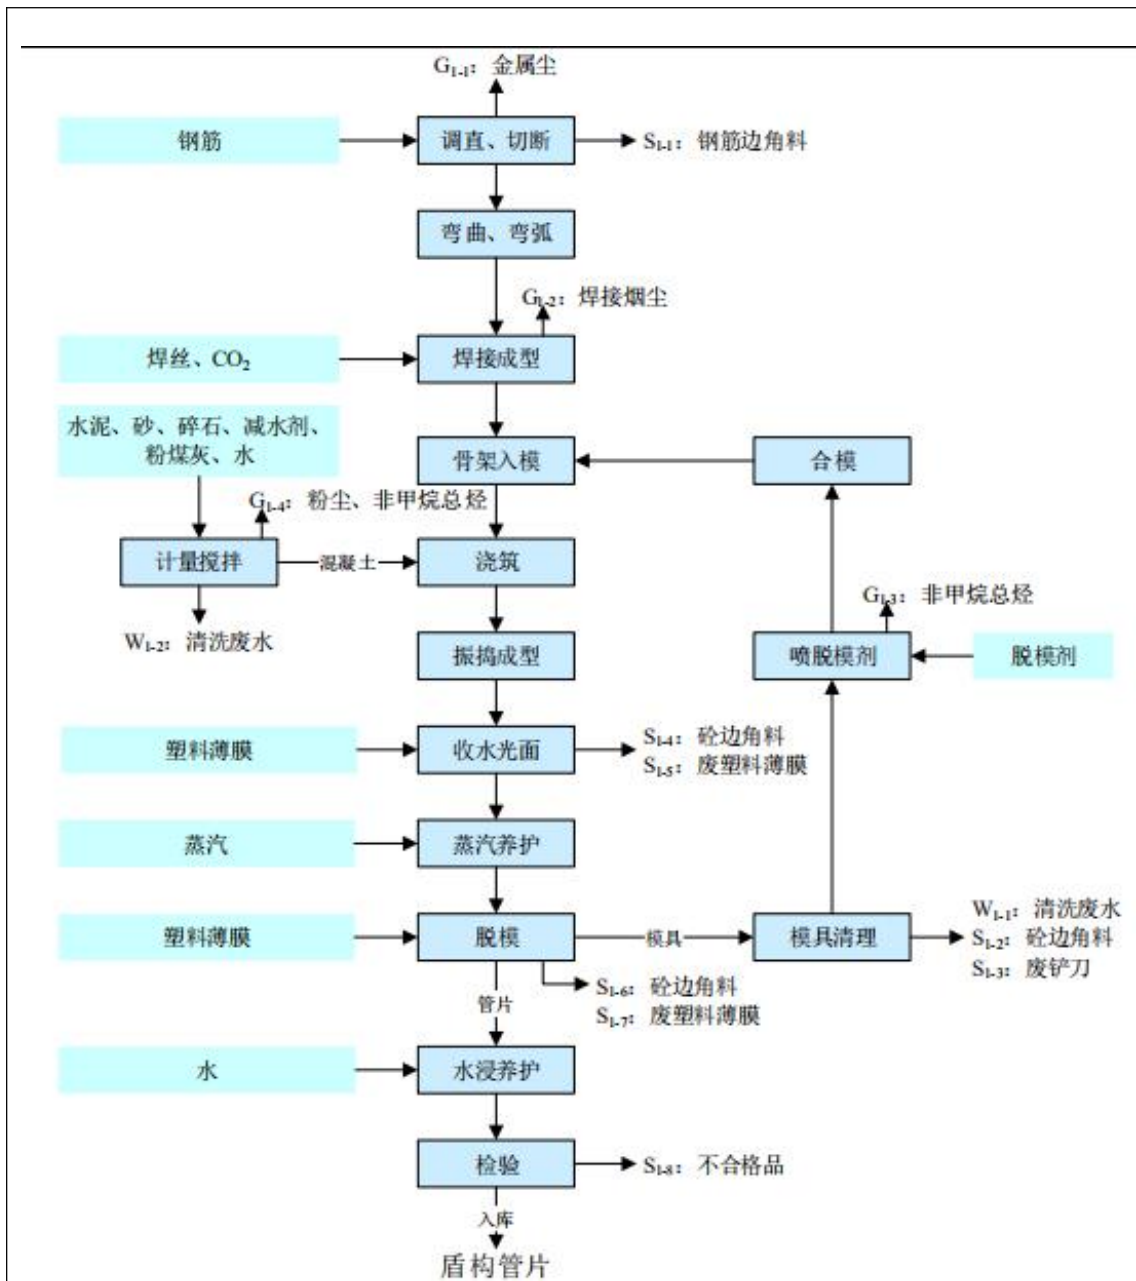 G₁₋₁：金属尘
钢筋
调直、切断
S₁₋₁：钢筋边角料
弯曲、弯弧
G₁₋₂：焊接烟尘
焊丝、CO₂
焊接成型
水泥、砂、碎石、减水剂、
粉煤灰、水
骨架入模
合模
G₁₋₄：粉尘、非甲烷总烃
计量搅拌
混凝土
浇筑
G₁₋₃：非甲烷总烃
W₁₋₂：清洗废水
振捣成型
喷脱模剂
脱模剂
塑料薄膜
收水光面
S₁₋₄：砼边角料
S₁₋₅：废塑料薄膜
蒸汽
蒸汽养护
塑料薄膜
脱模
模具
模具清理
W₁₋₁：清洗废水
S₁₋₂：砼边角料
S₁₋₃：废铲刀
S₁₋₆：砼边角料
S₁₋₇：废塑料薄膜
管片
水
水浸养护
检验
S₁₋₈：不合格品
入库
盾构管片